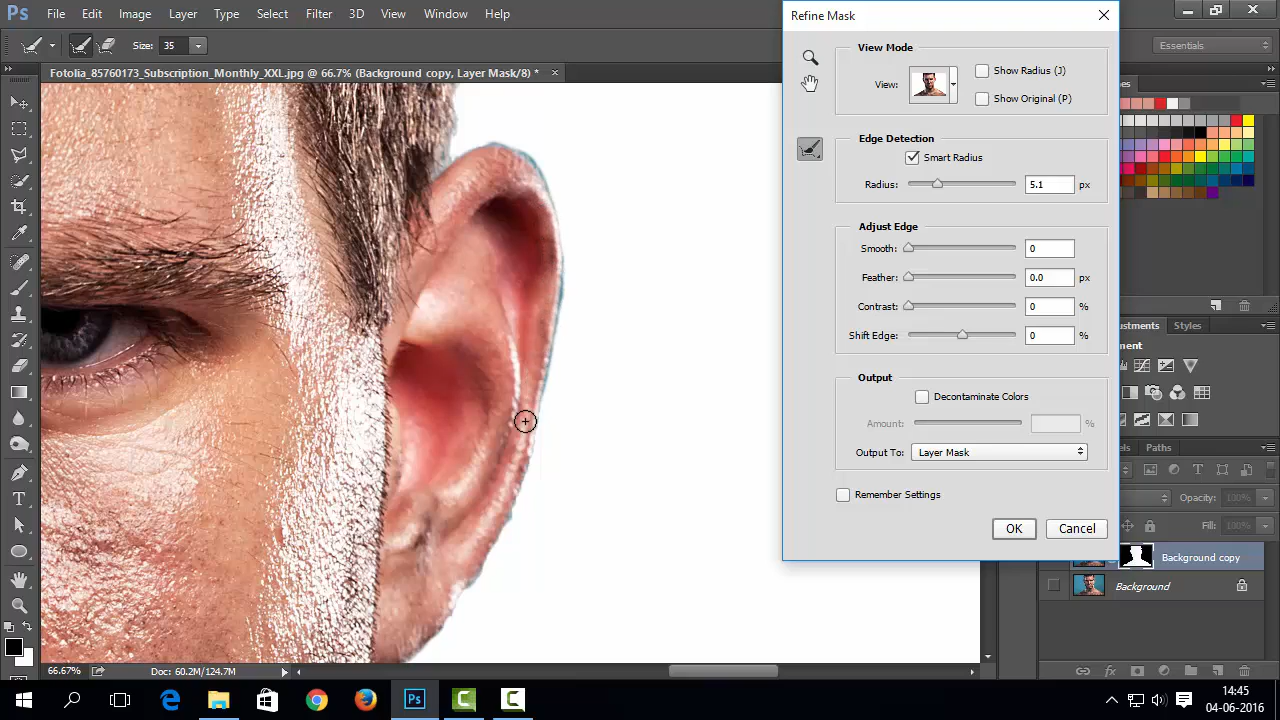 Ps File Edit Image Layer Type Select Filter 3D View Window Help
Size: 35
Essentials
Fotolia_85760173_Subscription_Monthly_XXL.jpg @ 66.7% (Background copy, Layer Mask/8) *
Refine Mask
View Mode
View:
Show Radius (J)
Show Original (P)
Edge Detection
Smart Radius
Radius: 5.1 px
Adjust Edge
Smooth: 0
Feather: 0.0 px
Contrast: 0 %
Shift Edge: 0 %
Output
Decontaminate Colors
Amount: %
Output To: Layer Mask
Remember Settings
OK Cancel
Styles
Paths
Opacity: 100%
Fill: 100%
Background copy
Background
66.67% Doc: 60.2M/124.7M
Ps
14:45
04-06-2016